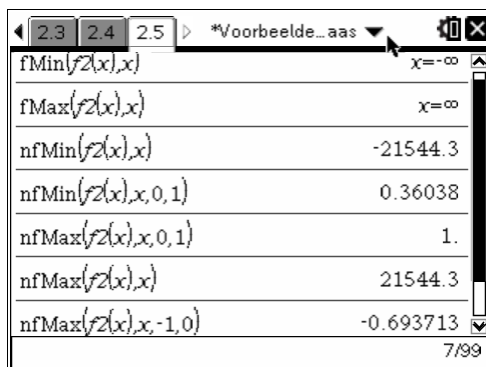 2.3 2.4 2.5 *Voorbeelde...aas
fMin(f2(x),x) x=-∞
fMax(f2(x),x) x=∞
nfMin(f2(x),x) -21544.3
nfMin(f2(x),x,0,1) 0.36038
nfMax(f2(x),x,0,1) 1.
nfMax(f2(x),x) 21544.3
nfMax(f2(x),x,-1,0) -0.693713
7/99